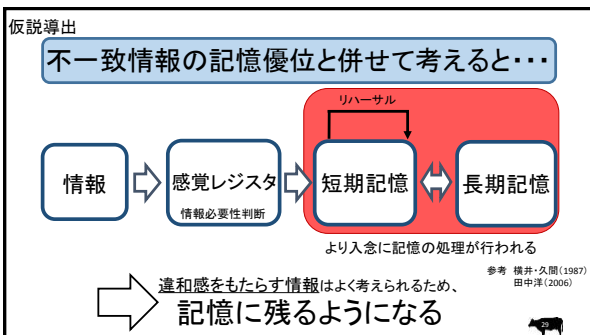 仮説導出
不一致情報の記憶優位と併せて考えると・・・
リハーサル
情報
感覚レジスタ
情報必要性判断
短期記憶
長期記憶
より入念に記憶の処理が行われる
参考 横井・久間(1987)
田中洋(2006)
違和感をもたらす情報はよく考えられるため、
記憶に残るようになる
29